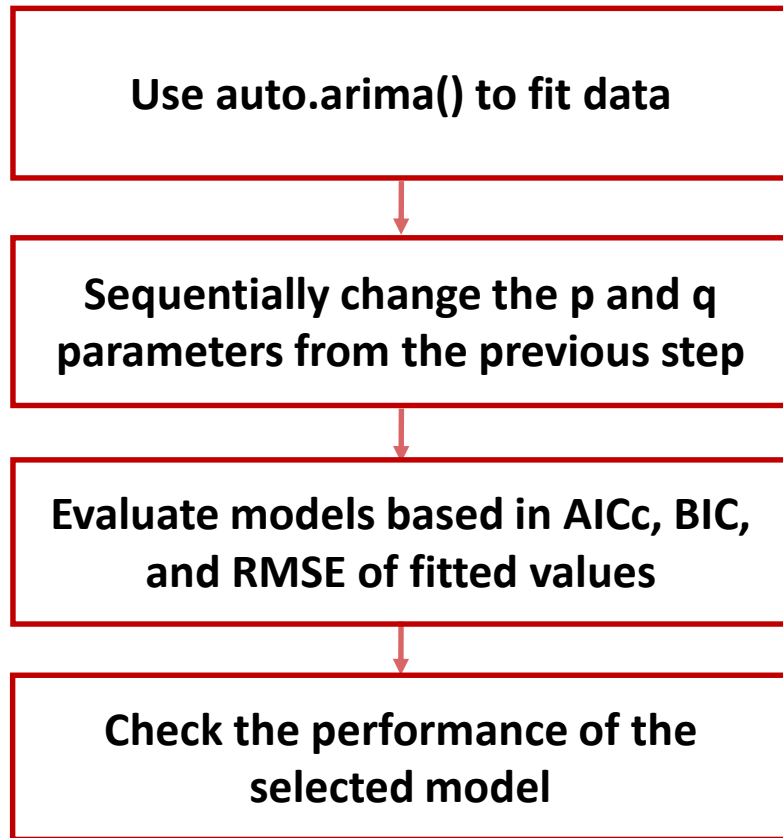 Use auto.arima() to fit data
Sequentially change the p and q
parameters from the previous step
Evaluate models based in AICc, BIC,
and RMSE of fitted values
Check the performance of the
selected model